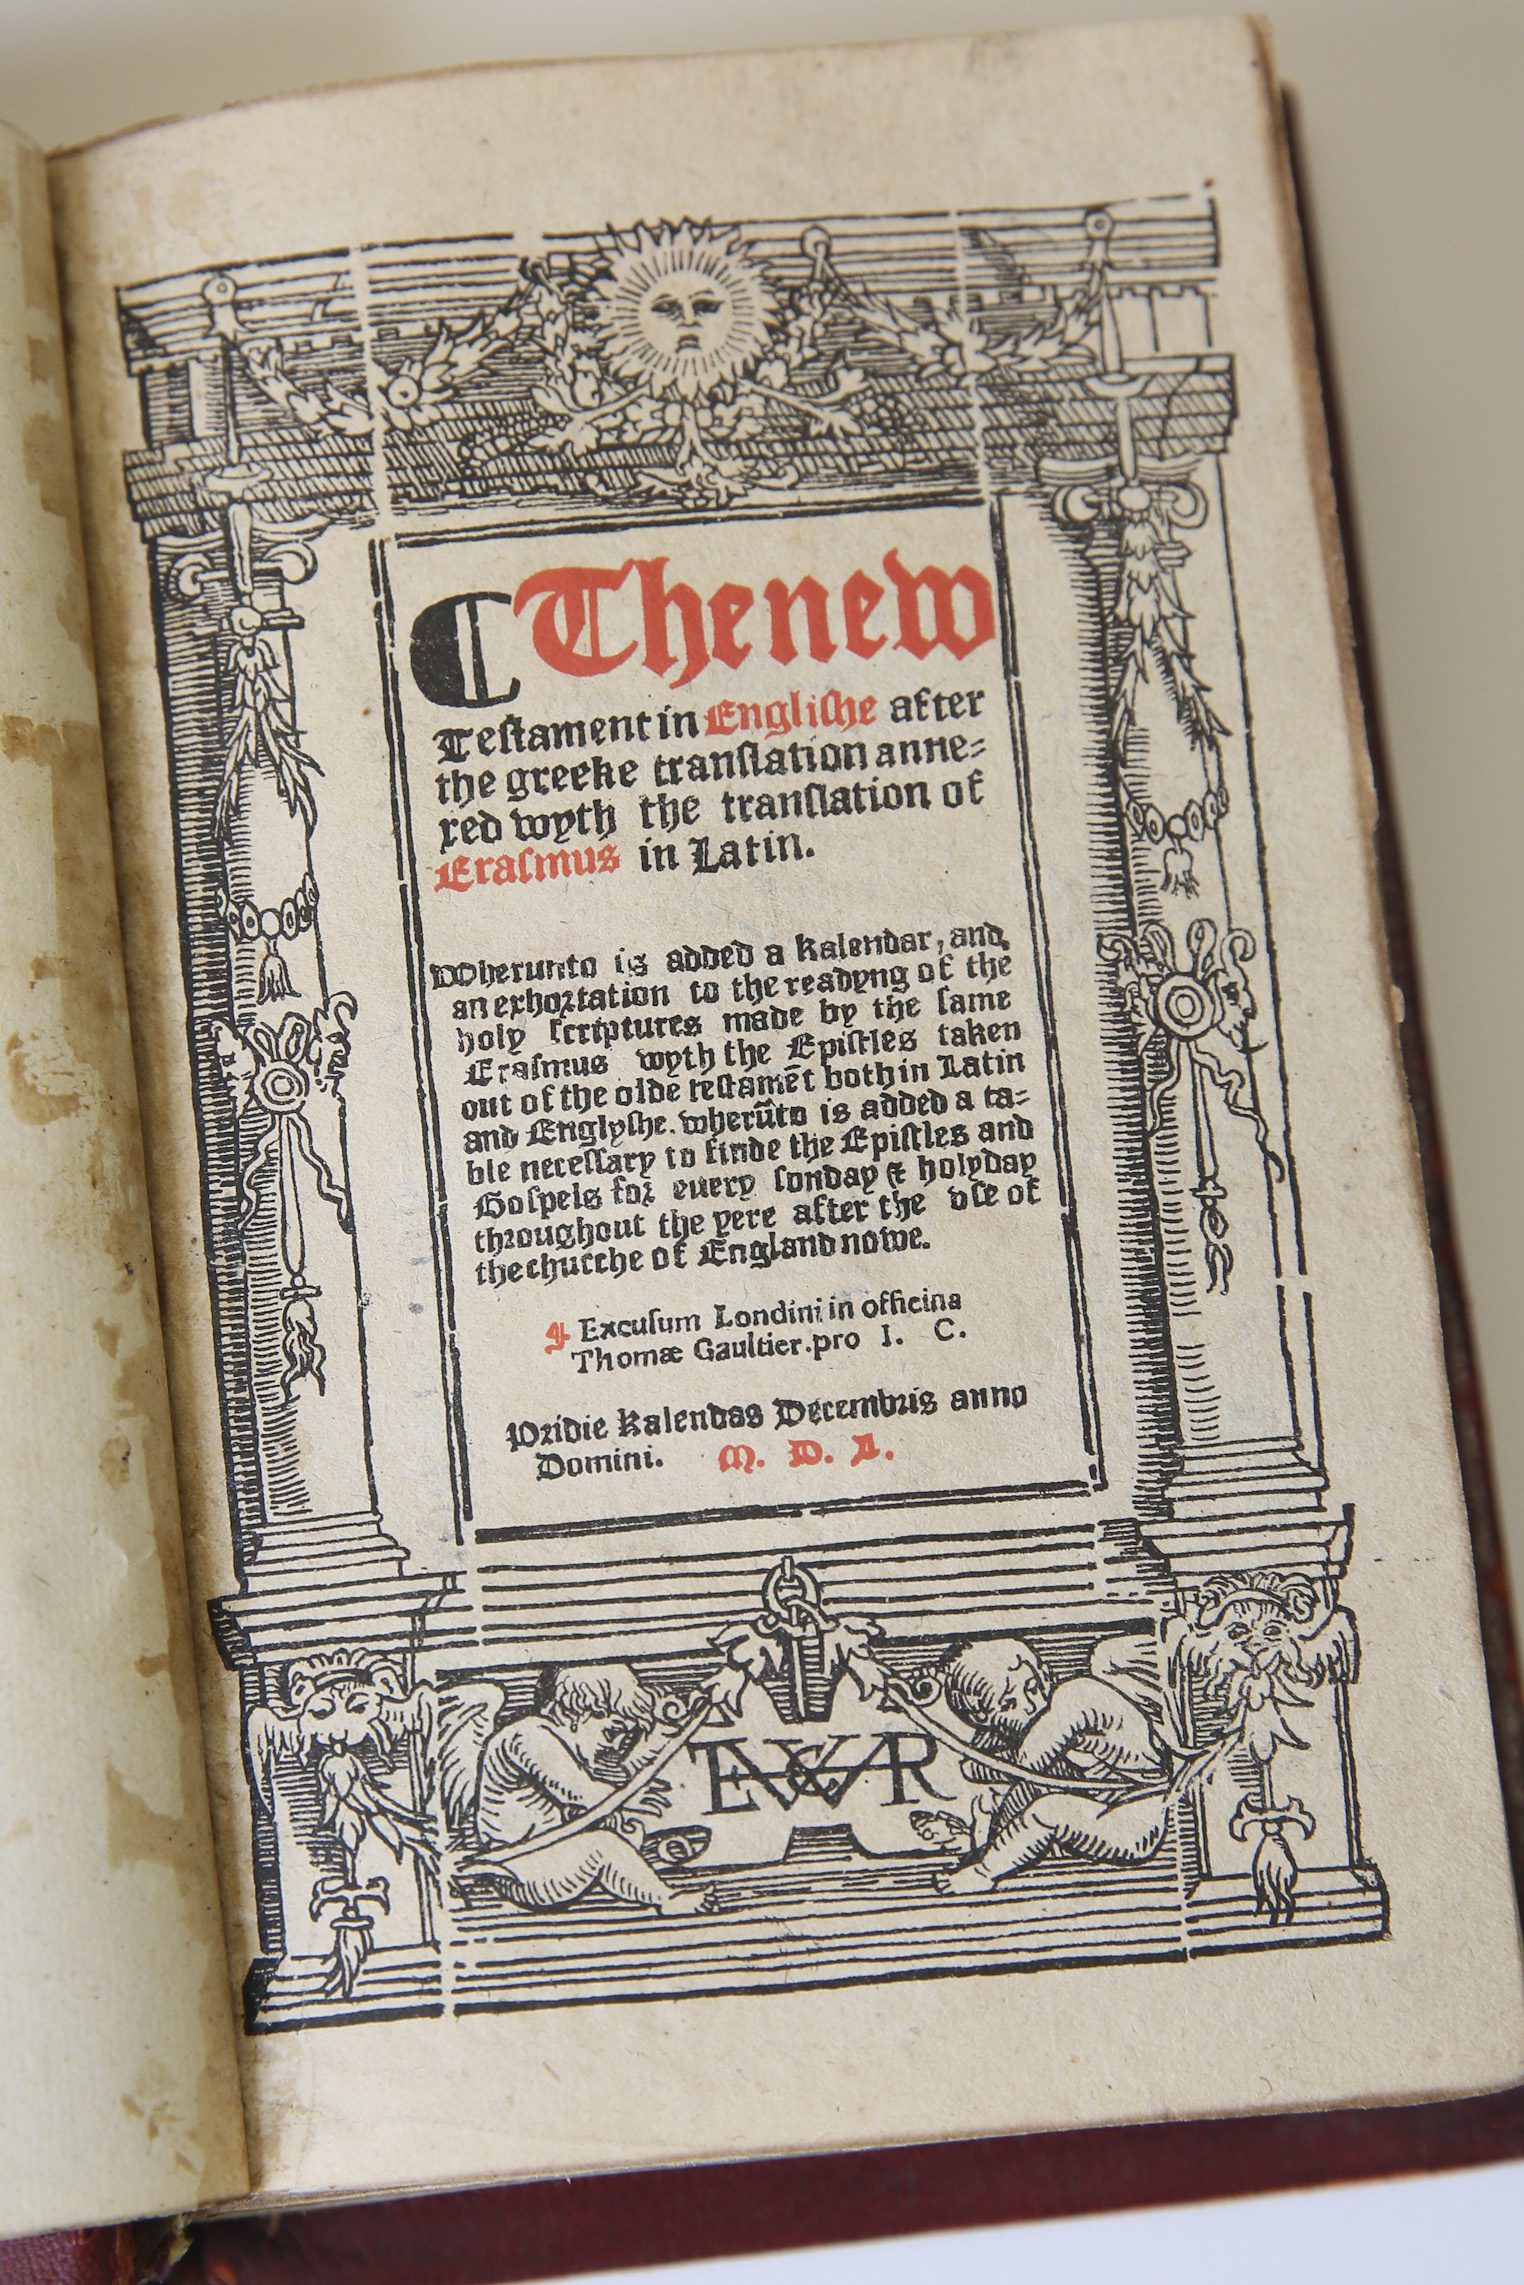 Thenew
Testament in Englishe after
the greeke translation anne=
xed wyth the translation of
Erasmus in Latin.
Wherunto is added a Kalendar, and
an exhortation to the readyng of the
holy scriptures made by the same
Erasmus wyth the Epistles taken
out of the olde testamēt both in Latin
and Englyshe. wherūto is added a ta=
ble necessary to finde the Epistles and
Gospels for euery sonday & holyday
throughout the yere after the vse of
the churche of England nowe.
Excusum Londini in officina
Thomæ Gaultier. pro I. C.
Pridie Kalendas Decembris anno
Domini. M. D. L.